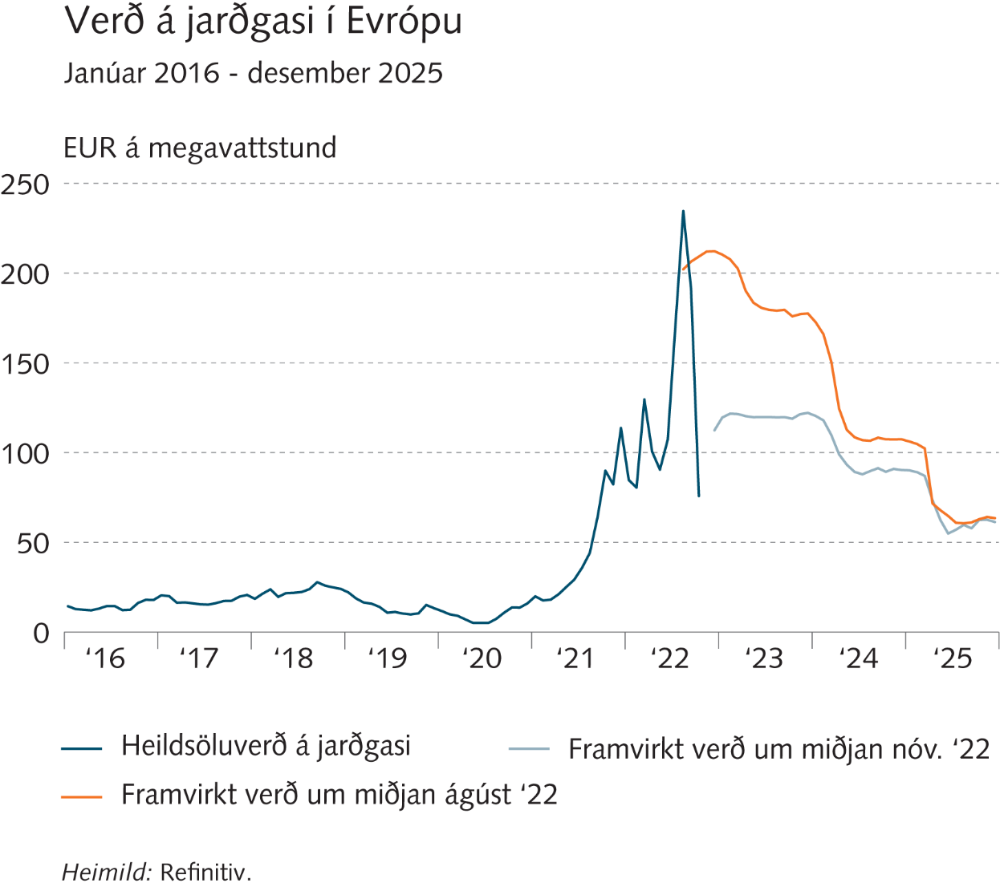 Verð á jarðgasi í Evrópu
Janúar 2016 - desember 2025
EUR á megavattstund
250
200
150
100
50
0
‘16 ‘17 ‘18 ‘19 ‘20 ‘21 ‘22 ‘23 ‘24 ‘25
Heildsöluverð á jarðgasi
Framvirkt verð um miðjan nóv. ‘22
Framvirkt verð um miðjan ágúst ‘22
Heimild: Refinitiv.